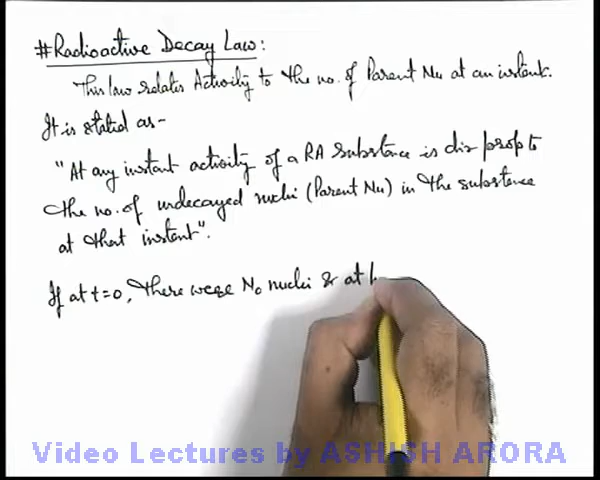 #Radioactive Decay Law:
This law relates Activity to the no. of Parent Nu at an instant.
It is stated as-
"At any instant activity of a RA substance is dir prop to
the no. of undecayed nuclei (Parent Nu) in the substance
at that instant".
If at t=0, there were N₀ nuclei & at
Video Lectures by ASHISH ARORA